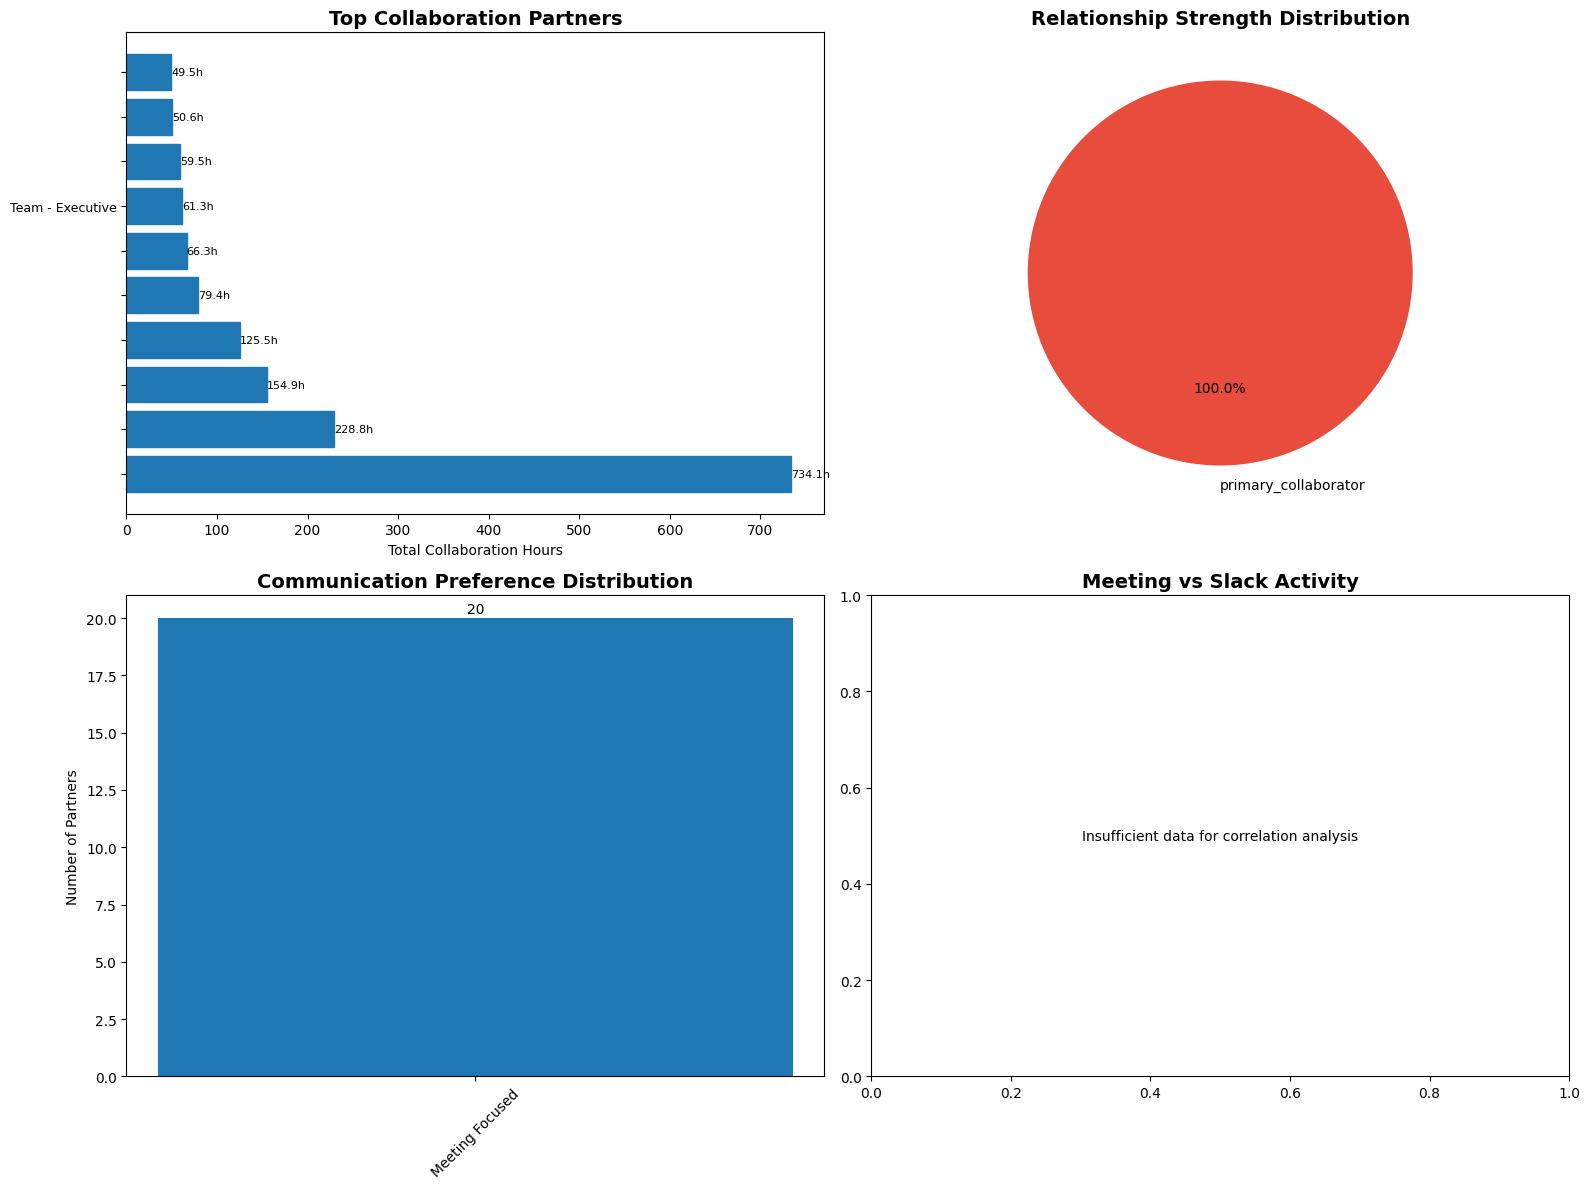 Top Collaboration Partners
49.5h
50.6h
59.5h
Team - Executive
61.3h
66.3h
79.4h
125.5h
154.9h
228.8h
734.1h
0 100 200 300 400 500 600 700
Total Collaboration Hours
Relationship Strength Distribution
100.0%
primary_collaborator
Communication Preference Distribution
20
20.0
17.5
15.0
12.5
10.0
7.5
5.0
2.5
0.0
Number of Partners
Meeting Focused
Meeting vs Slack Activity
1.0
0.8
0.6
0.4
0.2
0.0
Insufficient data for correlation analysis
0.0 0.2 0.4 0.6 0.8 1.0